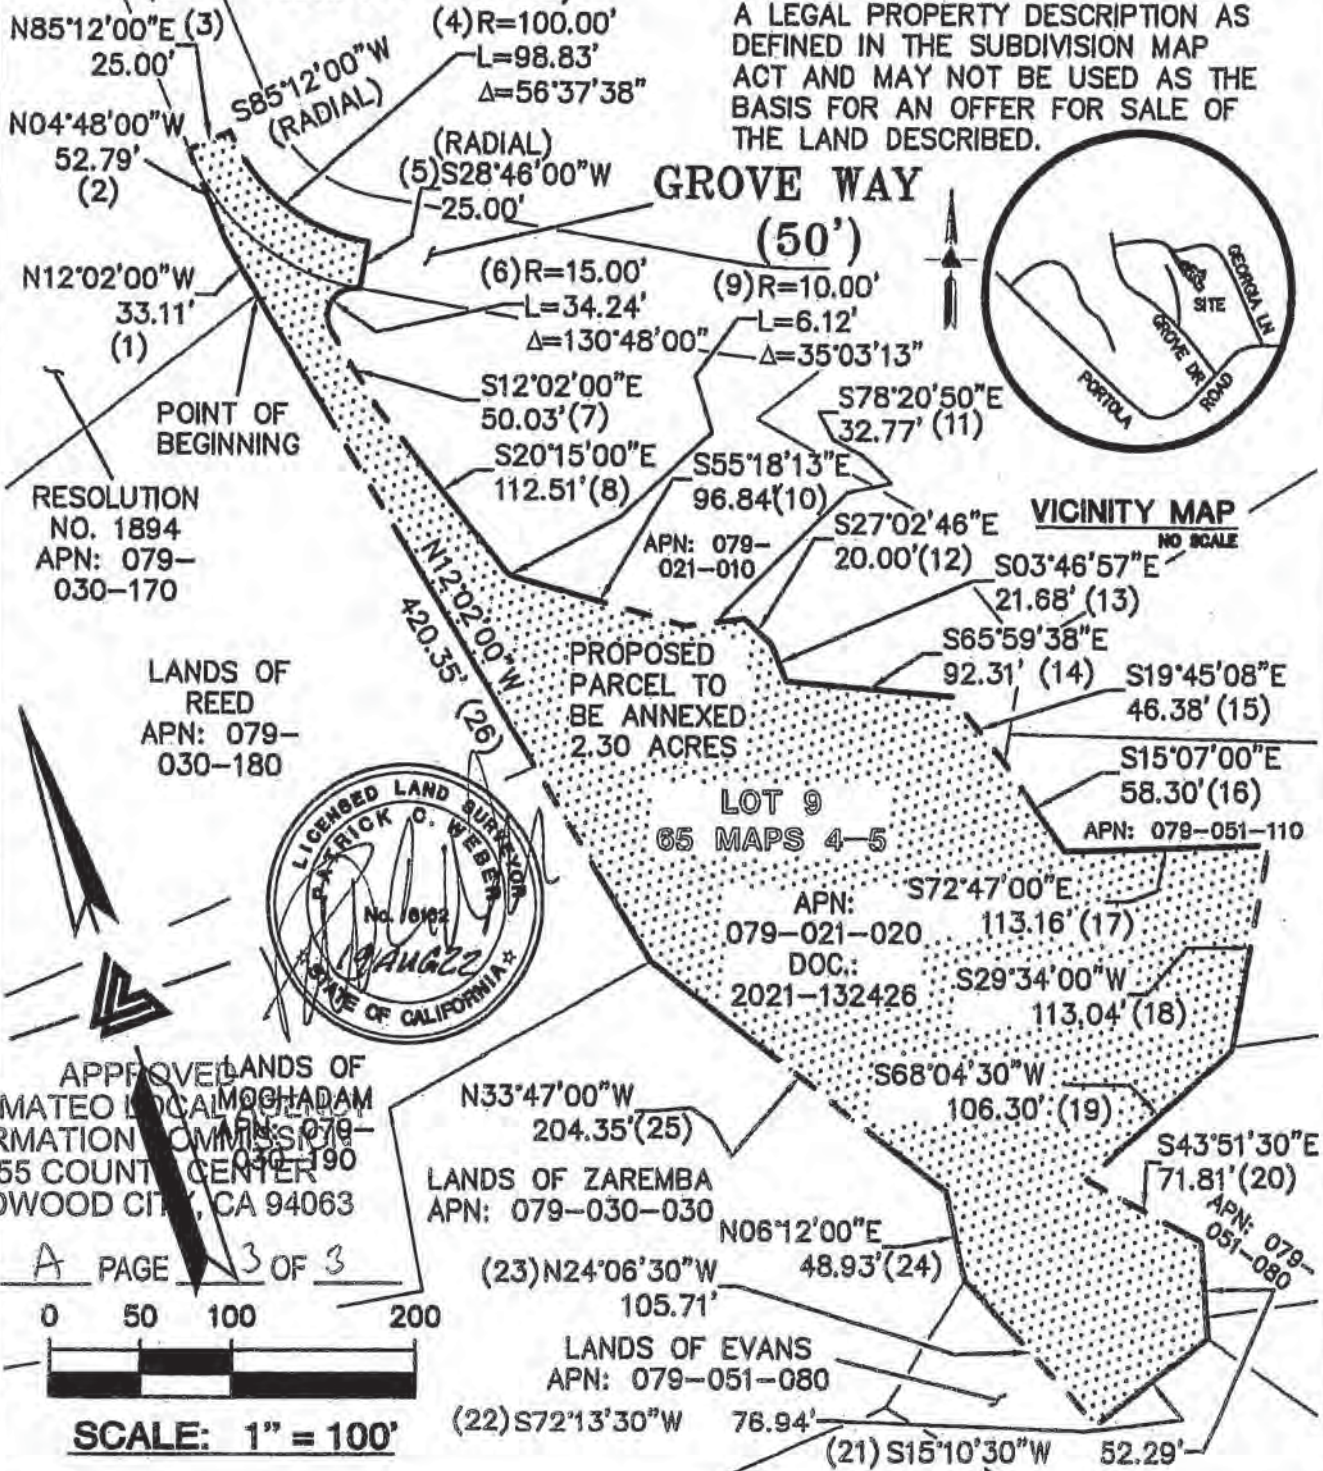 A LEGAL PROPERTY DESCRIPTION AS
DEFINED IN THE SUBDIVISION MAP
ACT AND MAY NOT BE USED AS THE
BASIS FOR AN OFFER FOR SALE OF
THE LAND DESCRIBED.
N85°12'00"E (3)
25.00'
S85°12'00"W
(RADIAL)
(4) R=100.00'
L=98.83'
Δ=56°37'38"
N04°48'00"W
52.79'
(2)
(RADIAL)
(5) S28°46'00"W
25.00'
GROVE WAY
(50')
N12°02'00"W
33.11'
(1)
(6) R=15.00'
L=34.24'
Δ=130°48'00"
(9) R=10.00'
L=6.12'
Δ=35°03'13"
GEORGIA LN
SITE
GROVE DR
PORTOLA
ROAD
VICINITY MAP
NO SCALE
POINT OF
BEGINNING
S12°02'00"E
50.03' (7)
S78°20'50"E
32.77' (11)
S20°15'00"E
112.51' (8)
S55°18'13"E
96.84' (10)
RESOLUTION
NO. 1894
APN: 079-
030-170
APN: 079-
021-010
S27°02'46"E
20.00' (12)
S03°46'57"E
21.68' (13)
N12°02'00"W
420.35' (26)
S65°59'38"E
92.31' (14)
S19°45'08"E
46.38' (15)
LANDS OF
REED
APN: 079-
030-180
PROPOSED
PARCEL TO
BE ANNEXED
2.30 ACRES
S15°07'00"E
58.30' (16)
LOT 9
65 MAPS 4-5
APN: 079-051-110
LICENSED LAND SURVEYOR
PATRICK C. WEBER
No. 8162
19 AUG 22
STATE OF CALIFORNIA
S72°47'00"E
113.16' (17)
APN:
079-021-020
DOC.:
2021-132426
S29°34'00"W
113,04' (18)
APPROVED
MATEO LOCAL AGENCY
RMATION COMMISSION
55 COUNTY CENTER
DWOOD CITY, CA 94063
LANDS OF
MOGHADAM
APN: 079-
030-190
S68°04'30"W
106.30' (19)
N33°47'00"W
204.35' (25)
S43°51'30"E
71.81' (20)
LANDS OF ZAREMBA
APN: 079-030-030
APN: 079-
051-080
N06°12'00"E
48.93' (24)
A PAGE 3 OF 3
(23) N24°06'30"W
105.71'
0 50 100 200
LANDS OF EVANS
APN: 079-051-080
(22) S72°13'30"W 76.94'
SCALE: 1" = 100'
(21) S15°10'30"W 52.29'